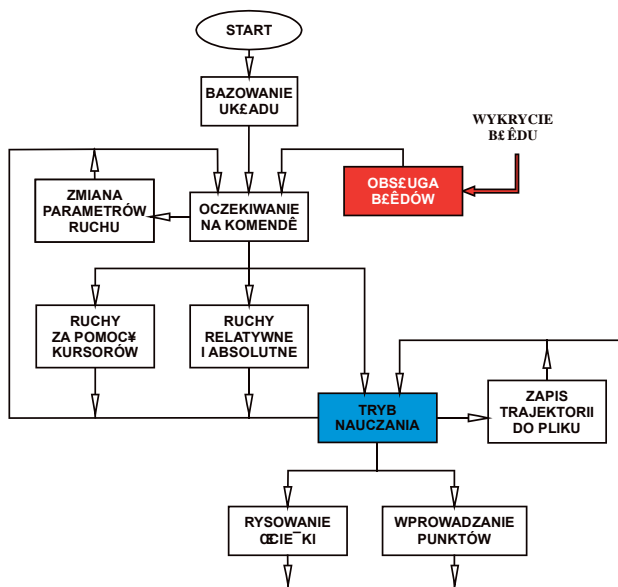 START
BAZOWANIE
UK£ADU
WYKRYCIE
B£ÊDU
OBS£UGA
B£ÊDÓW
ZMIANA
PARAMETRÓW
RUCHU
OCZEKIWANIE
NA KOMENDÊ
RUCHY
ZA POMOC¥
KURSORÓW
RUCHY
RELATYWNE
I ABSOLUTNE
TRYB
NAUCZANIA
ZAPIS
TRAJEKTORII
DO PLIKU
RYSOWANIE
ŒCIE¯KI
WPROWADZANIE
PUNKTÓW